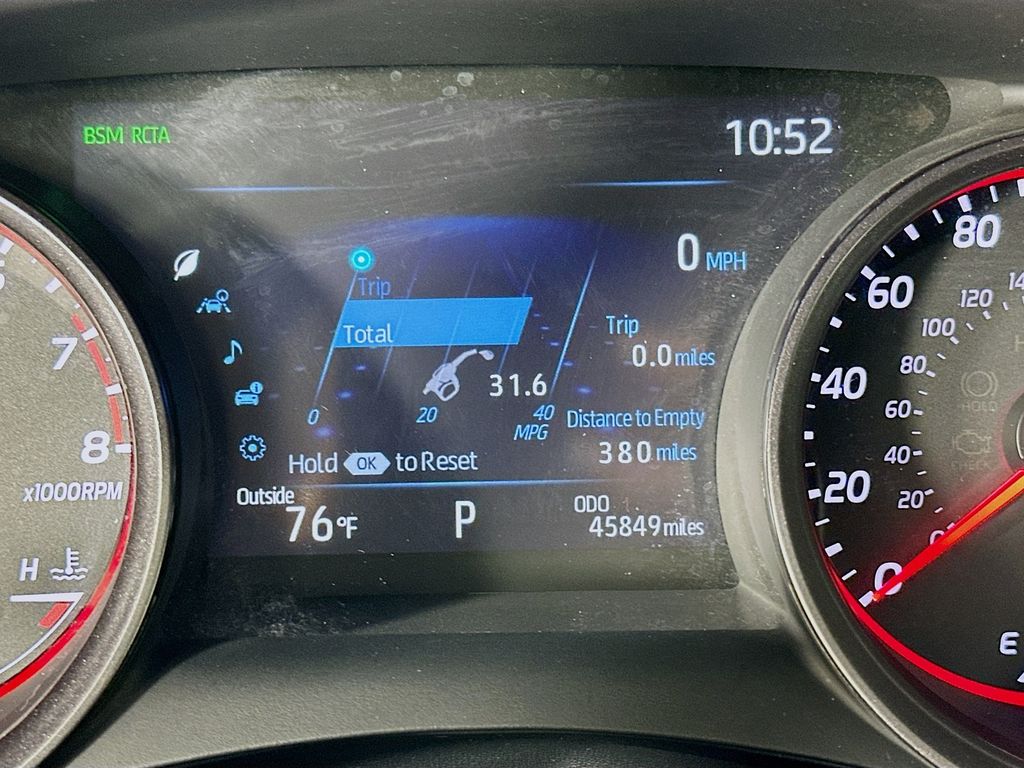 BSM RCTA
10:52
0 MPH
Trip
Total
31.6
0 20 40
MPG
Trip
0.0 miles
Distance to Empty
380 miles
Hold OK to Reset
Outside
76°F
P
ODO
45849 miles
7
8
x1000RPM
H
80
60
40
20
0
120
100
80
60
40
20
0
E